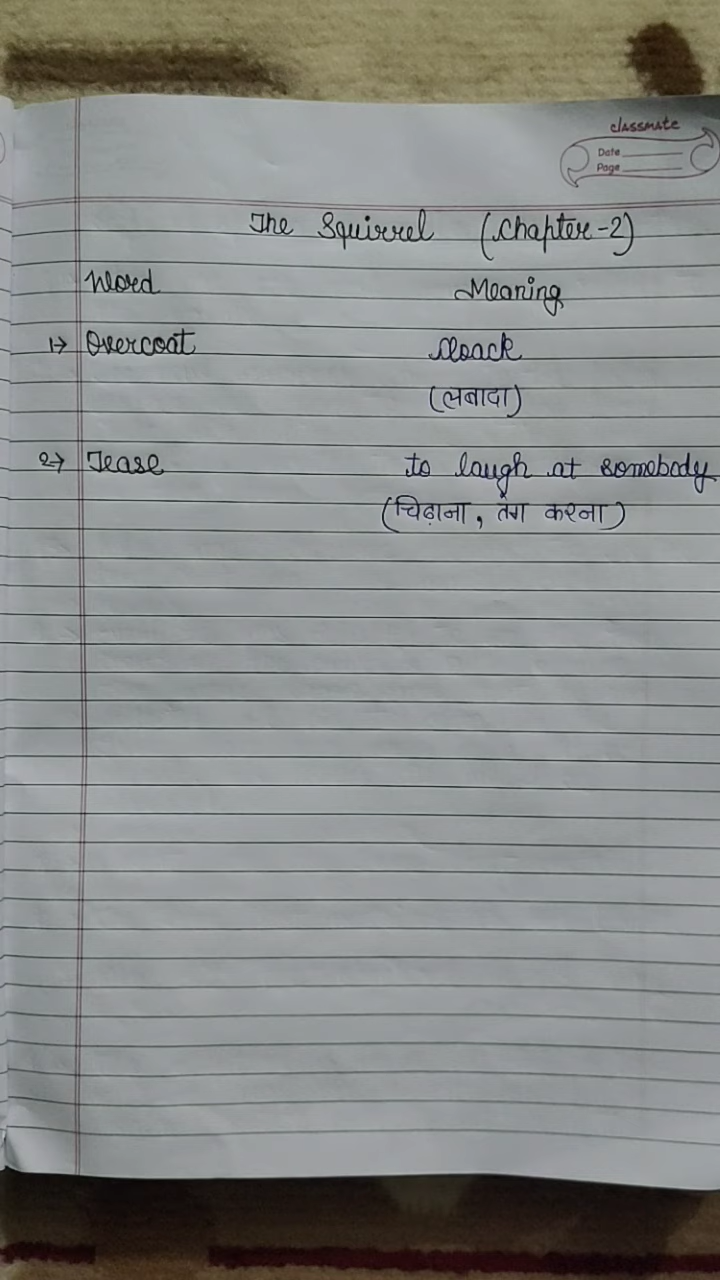 classmate
Date
Page
The Squirrel (Chapter-2)
Word Meaning
1→ Overcoat cloack
(लबादा)
2→ Tease to laugh at somebody
(चिढ़ाना, तंग करना)